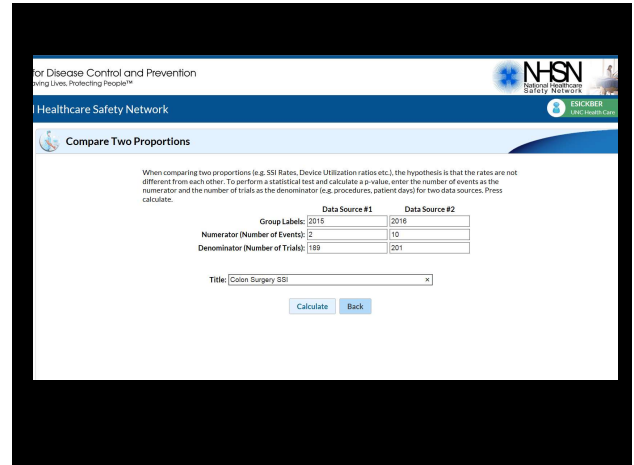 for Disease Control and Prevention
aving Lives, Protecting People™
NHSN
National Healthcare
Safety Network
l Healthcare Safety Network
ESICKBER
UNC Health Care
Compare Two Proportions
When comparing two proportions (e.g. SSI Rates, Device Utilization ratios etc.), the hypothesis is that the rates are not
different from each other. To perform a statistical test and calculate a p-value, enter the number of events as the
numerator and the number of trials as the denominator (e.g. procedures, patient days) for two data sources. Press
calculate.
Data Source #1 Data Source #2
Group Labels: 2015 2016
Numerator (Number of Events): 2 10
Denominator (Number of Trials): 189 201
Title: Colon Surgery SSI ×
Calculate Back